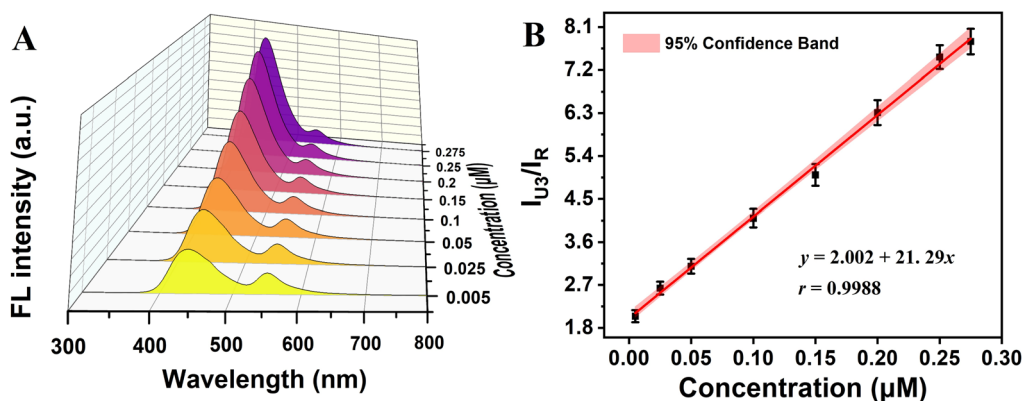 A
FL intensity (a.u.)
0.275
0.25
0.2
0.15
0.1
0.05
0.025
0.005
Concentration (μM)
300 400 500 600 700 800
Wavelength (nm)
B
95% Confidence Band
I_U3/I_R
8.1
7.2
6.3
5.4
4.5
3.6
2.7
1.8
y = 2.002 + 21. 29x
r = 0.9988
0.00 0.05 0.10 0.15 0.20 0.25 0.30
Concentration (μM)